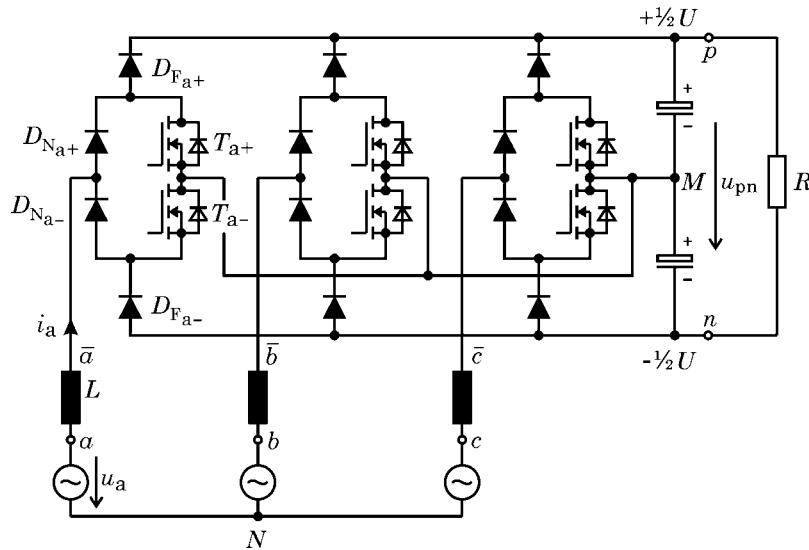 +½U
p
D_Fa+
+
D_Na+
T_a+
–
M
u_pn
R
D_Na–
T_a–
+
–
D_Fa–
i_a
n
-½U
a̅
b̅
c̅
L
a
b
c
u_a
N